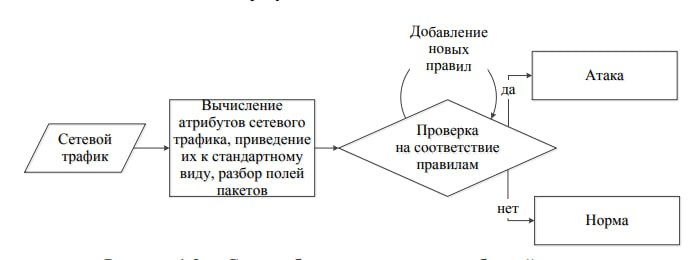 Добавление
новых
правил
Атака
да
Вычисление
атрибутов сетевого
трафика, приведение
их к стандартному
виду, разбор полей
пакетов
Сетевой
трафик
Проверка
на соответствие
правилам
нет
Норма